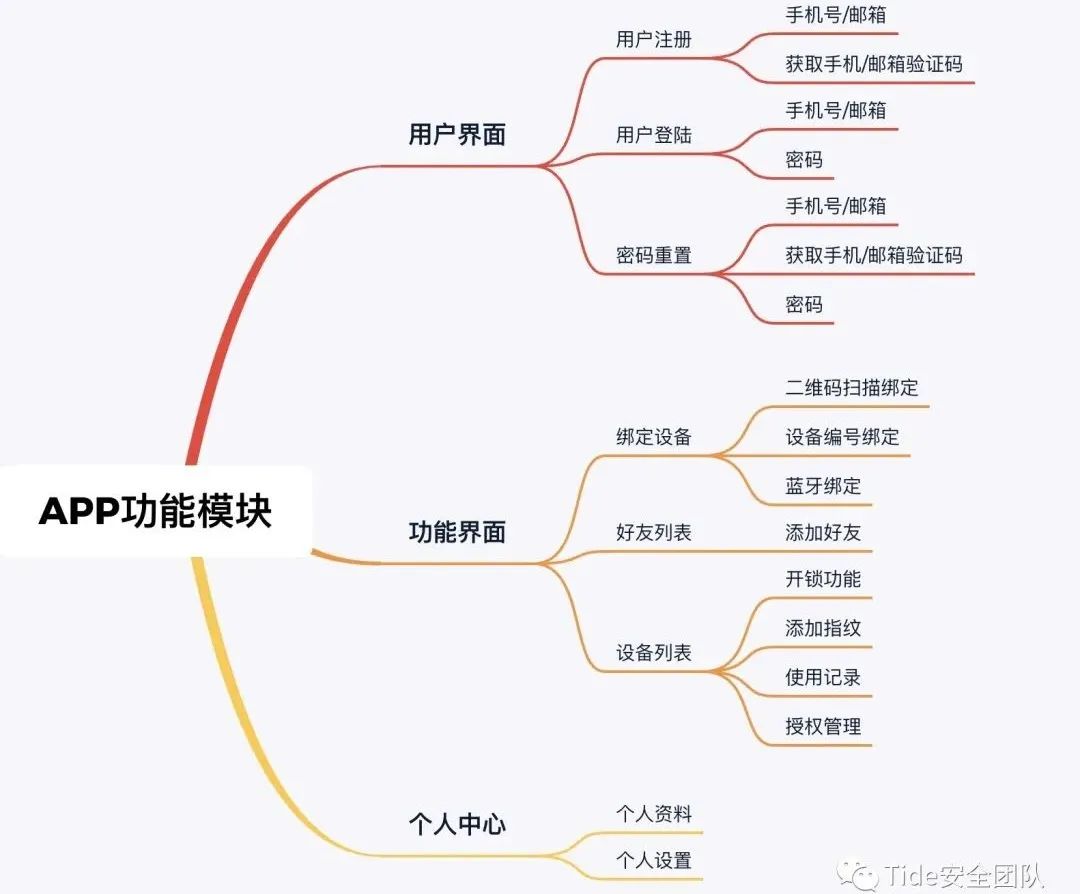 APP功能模块
用户界面
用户注册
手机号/邮箱
获取手机/邮箱验证码
用户登陆
手机号/邮箱
密码
密码重置
手机号/邮箱
获取手机/邮箱验证码
密码
功能界面
绑定设备
二维码扫描绑定
设备编号绑定
蓝牙绑定
好友列表
添加好友
设备列表
开锁功能
添加指纹
使用记录
授权管理
个人中心
个人资料
个人设置
Tide安全团队